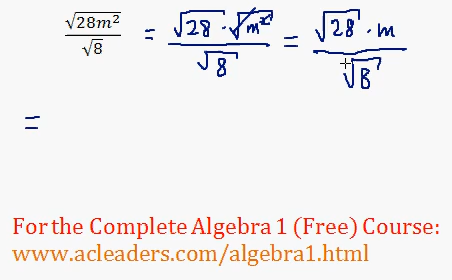 √28m² / √8 = √28 · √m² / √8 = √28 · m / √8
=
For the Complete Algebra 1 (Free) Course:
www.acleaders.com/algebra1.html